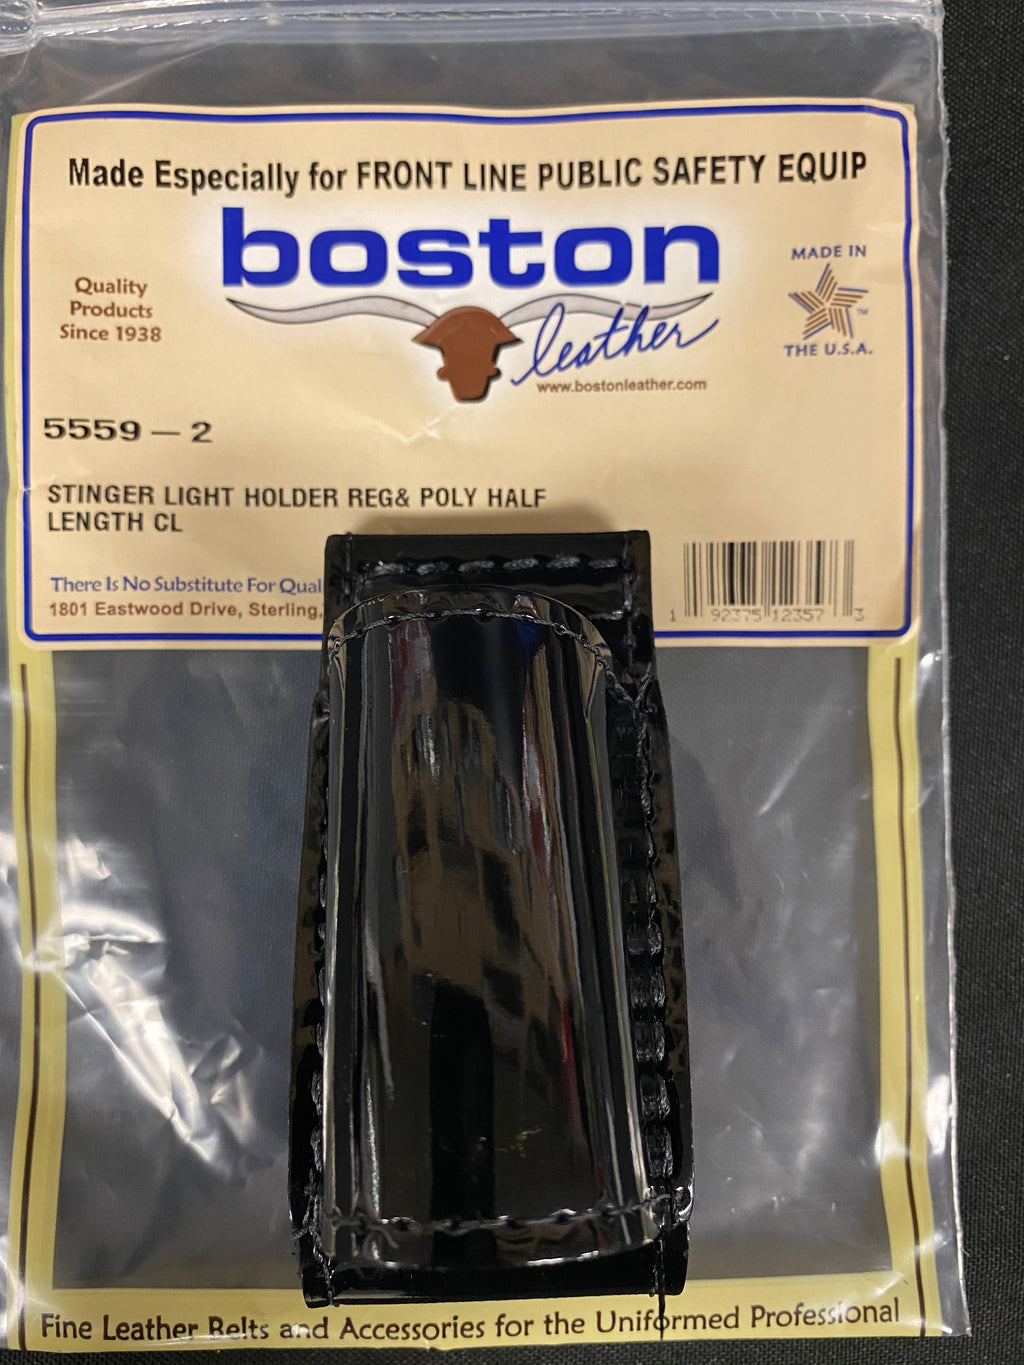 Made Especially for FRONT LINE PUBLIC SAFETY EQUIP
boston
leather
www.bostonleather.com
Quality
Products
Since 1938
MADE IN
THE U.S.A.
TM
5559 - 2
STINGER LIGHT HOLDER REG& POLY HALF
LENGTH CL
There Is No Substitute For Qual
1801 Eastwood Drive, Sterling,
1 92375 12357 3
Fine Leather Belts and Accessories for the Uniformed Professional